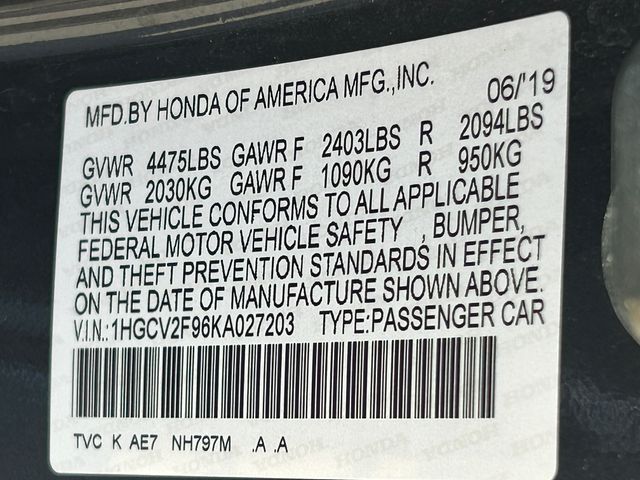 MFD.BY HONDA OF AMERICA MFG.,INC. 06/'19
GVWR 4475LBS GAWR F 2403LBS R 2094LBS
GVWR 2030KG GAWR F 1090KG R 950KG
THIS VEHICLE CONFORMS TO ALL APPLICABLE
FEDERAL MOTOR VEHICLE SAFETY , BUMPER,
AND THEFT PREVENTION STANDARDS IN EFFECT
ON THE DATE OF MANUFACTURE SHOWN ABOVE.
V.I.N.:1HGCV2F96KA027203 TYPE:PASSENGER CAR
TVC K AE7 NH797M .A .A